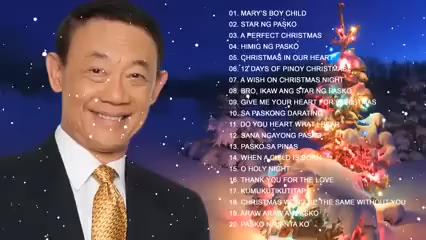 01. MARY'S BOY CHILD
02. STAR NG PASKO
03. A PERFECT CHRISTMAS
04. HIMIG NG PASKO
05. CHRISTMAS IN OUR HEART
06. 12 DAYS OF PINOY CHRISTMAS
07. A WISH ON CHRISTMAS NIGHT
08. BRO, IKAW ANG STAR NG PASKO
09. GIVE ME YOUR HEART FOR CHRISTMAS
10. SA PASKONG DARATING
11. DO YOU HEAR WHAT I HEAR
12. SANA NGAYONG PASKO
13. PASKO SA PINAS
14. WHEN A CHILD IS BORN
15. O HOLY NIGHT
16. THANK YOU FOR THE LOVE
17. KUMUKUTIKUTITAP
18. CHRISTMAS WON'T BE THE SAME WITHOUT YOU
19. ARAW ARAW AY PASKO
20. PASKO NA SINTA KO